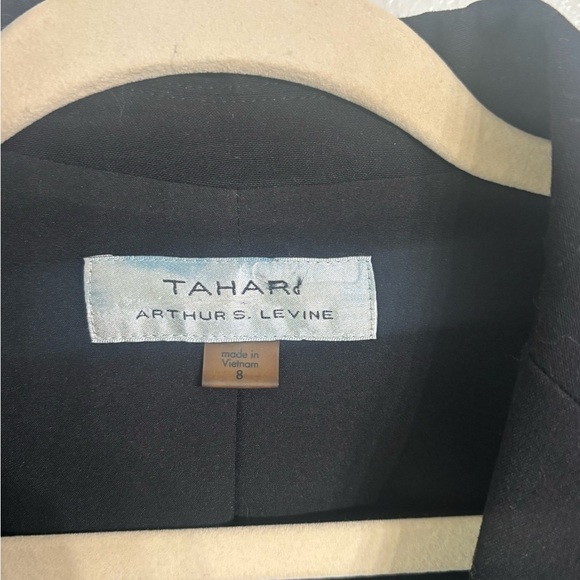 TAHARI
ARTHUR S. LEVINE
made in
Vietnam
8